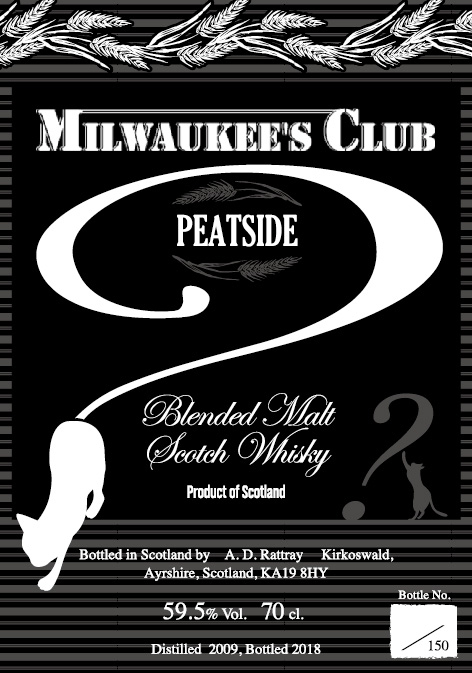 MILWAUKEE'S CLUB
PEATSIDE
Blended Malt
Scotch Whisky
Product of Scotland
?
Bottled in Scotland by A. D. Rattray Kirkoswald,
Ayrshire, Scotland, KA19 8HY
59.5% Vol. 70 cl.
Bottle No.
/150
Distilled 2009, Bottled 2018